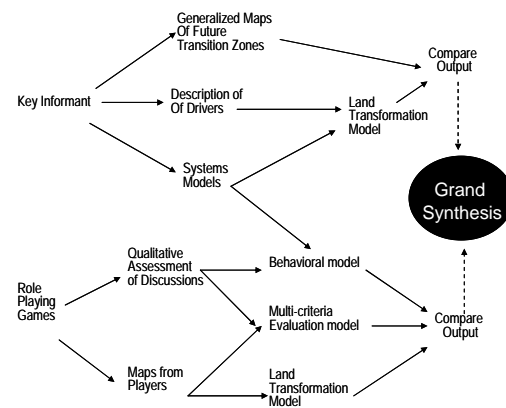 Generalized Maps
Of Future
Transition Zones
Compare
Output
Key Informant
Description of
Of Drivers
Land
Transformation
Model
Systems
Models
Grand
Synthesis
Qualitative
Assessment
of Discussions
Behavioral model
Role
Playing
Games
Multi-criteria
Evaluation model
Compare
Output
Maps from
Players
Land
Transformation
Model